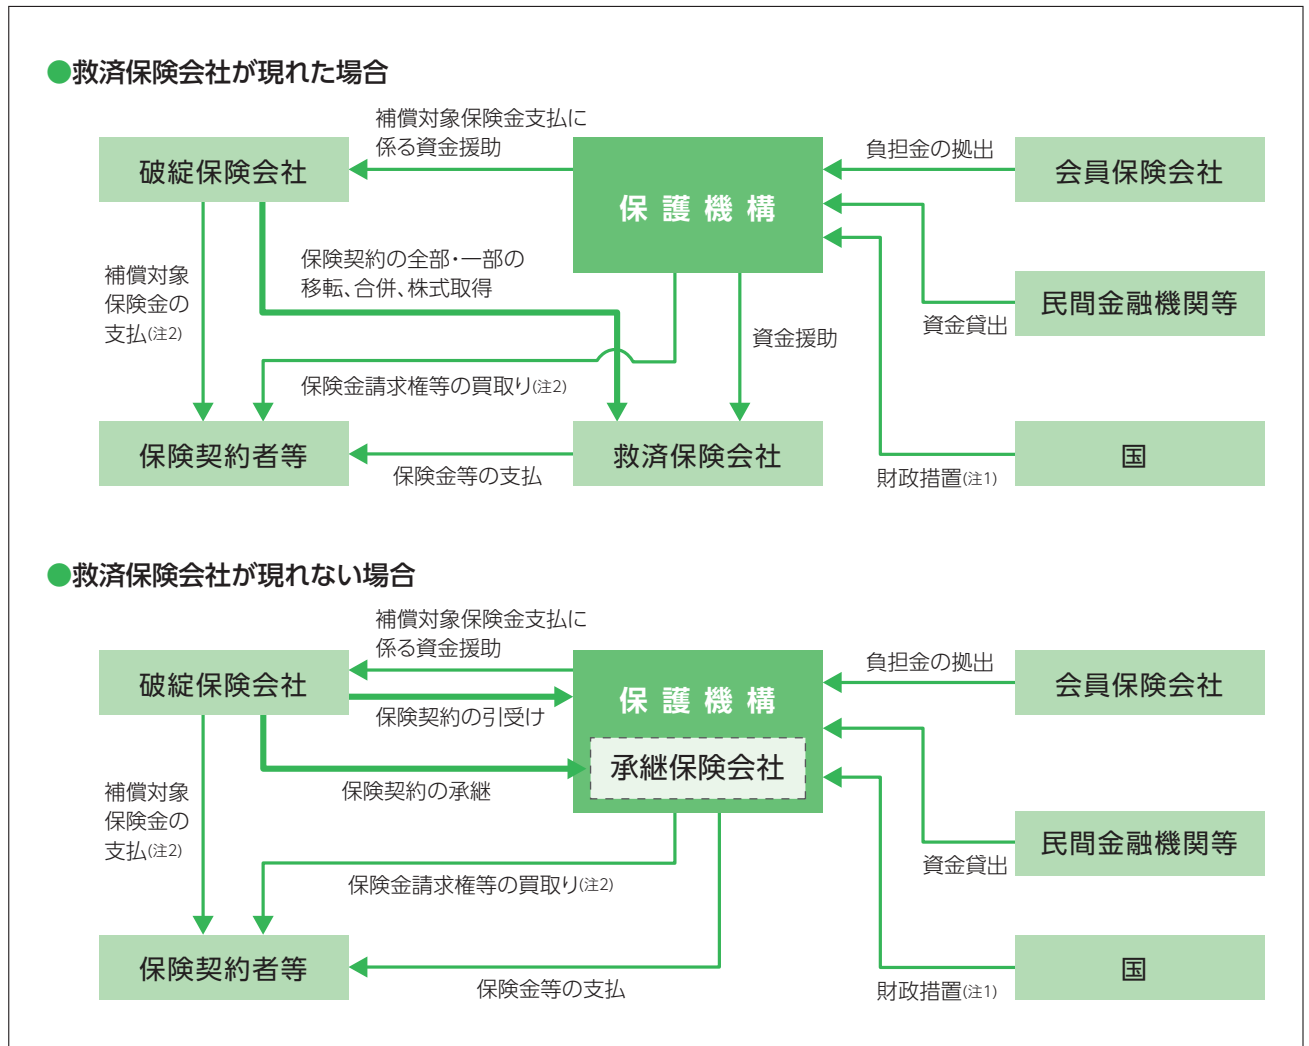 ●救済保険会社が現れた場合
補償対象保険金支払に
係る資金援助
破綻保険会社
保護機構
負担金の拠出
会員保険会社
保険契約の全部・一部の
移転、合併、株式取得
補償対象
保険金の
支払(注2)
資金援助
民間金融機関等
資金貸出
保険金請求権等の買取り(注2)
保険契約者等
保険金等の支払
救済保険会社
財政措置(注1)
国
●救済保険会社が現れない場合
補償対象保険金支払に
係る資金援助
破綻保険会社
保護機構
負担金の拠出
会員保険会社
保険契約の引受け
承継保険会社
保険契約の承継
補償対象
保険金の
支払(注2)
民間金融機関等
資金貸出
保険金請求権等の買取り(注2)
保険契約者等
保険金等の支払
財政措置(注1)
国